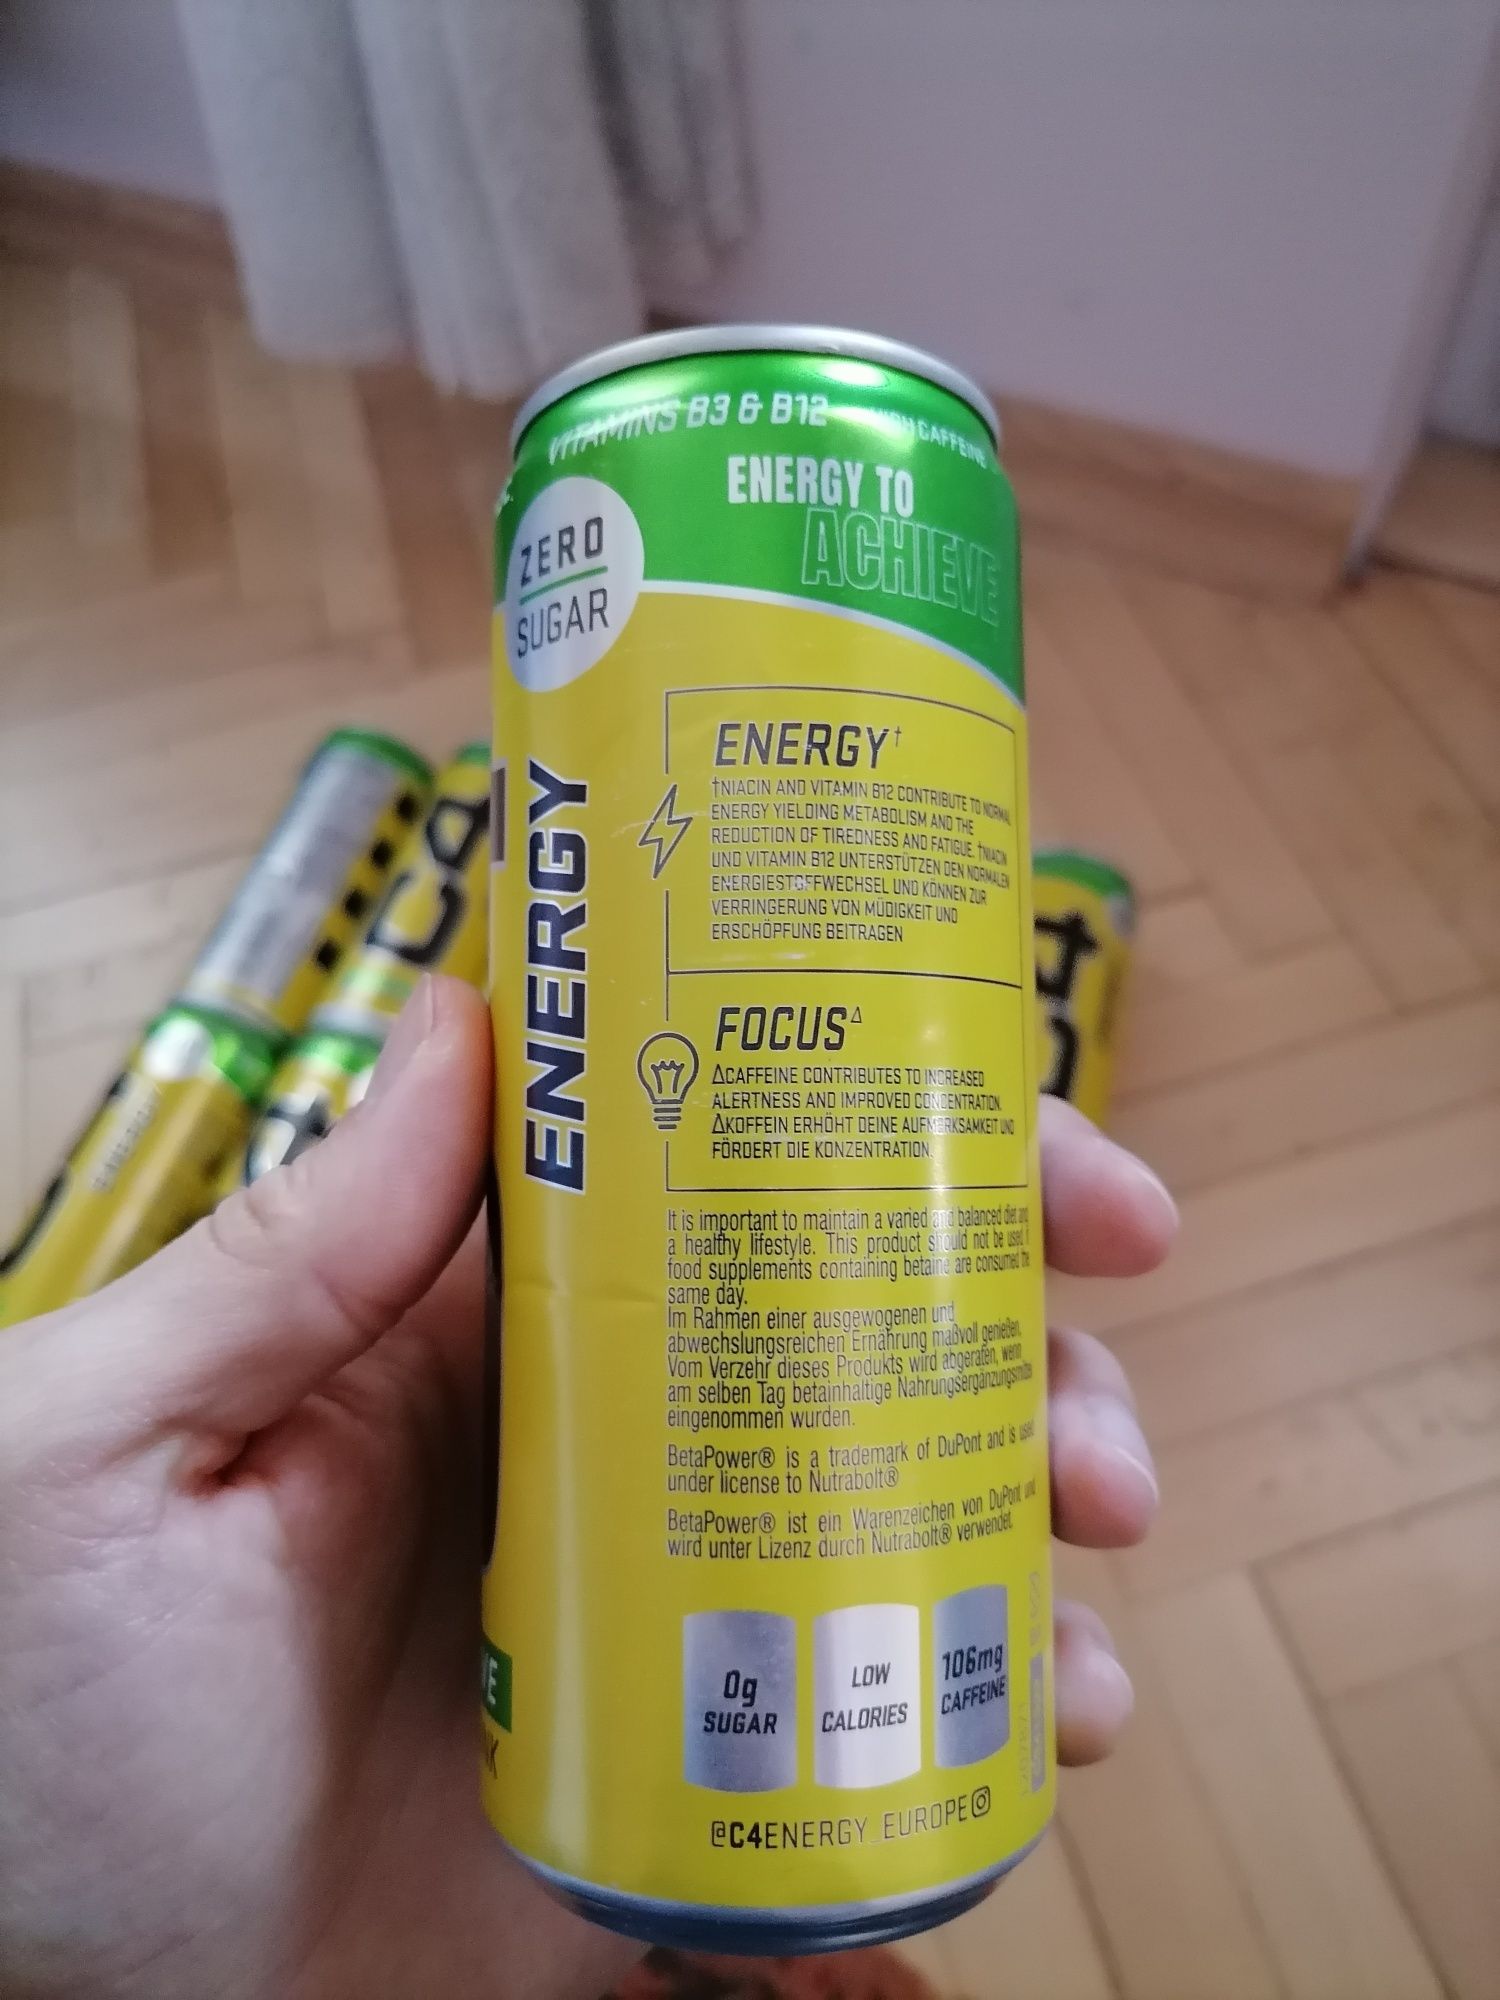 VITAMINS B3 & B12
CAFFEINE
ENERGY TO
ACHIEVE
ZERO
SUGAR
ENERGY
ENERGY†
†NIACIN AND VITAMIN B12 CONTRIBUTE TO NORMAL
ENERGY YIELDING METABOLISM AND THE
REDUCTION OF TIREDNESS AND FATIGUE. †NIACIN
UND VITAMIN B12 UNTERSTÜTZEN DEN NORMALEN
ENERGIESTOFFWECHSEL UND KÖNNEN ZUR
VERRINGERUNG VON MÜDIGKEIT UND
ERSCHÖPFUNG BEITRAGEN
FOCUS∆
∆CAFFEINE CONTRIBUTES TO INCREASED
ALERTNESS AND IMPROVED CONCENTRATION.
∆KOFFEIN ERHÖHT DEINE AUFMERKSAMKEIT UND
FÖRDERT DIE KONZENTRATION.
It is important to maintain a varied and balanced diet and
a healthy lifestyle. This product should not be used if
food supplements containing betaine are consumed the
same day.
Im Rahmen einer ausgewogenen und
abwechslungsreichen Ernährung maßvoll genießen.
Vom Verzehr dieses Produkts wird abgeraten, wenn
am selben Tag betainhaltige Nahrungsergänzungsmittel
eingenommen wurden.
BetaPower® is a trademark of DuPont and is used
under license to Nutrabolt®
BetaPower® ist ein Warenzeichen von DuPont und
wird unter Lizenz durch Nutrabolt® verwendet.
0g
SUGAR
LOW
CALORIES
106mg
CAFFEINE
@C4ENERGY_EUROPE
C4